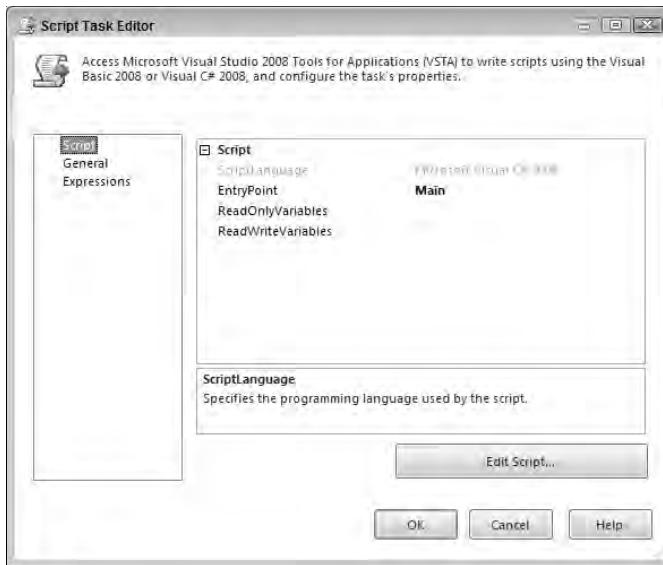 Script Task Editor
Access Microsoft Visual Studio 2008 Tools for Applications (VSTA) to write scripts using the Visual
Basic 2008 or Visual C# 2008, and configure the task's properties.
Script
General
Expressions
Script
ScriptLanguage Microsoft Visual C# 2008
EntryPoint Main
ReadOnlyVariables
ReadWriteVariables
ScriptLanguage
Specifies the programming language used by the script.
Edit Script...
OK
Cancel
Help